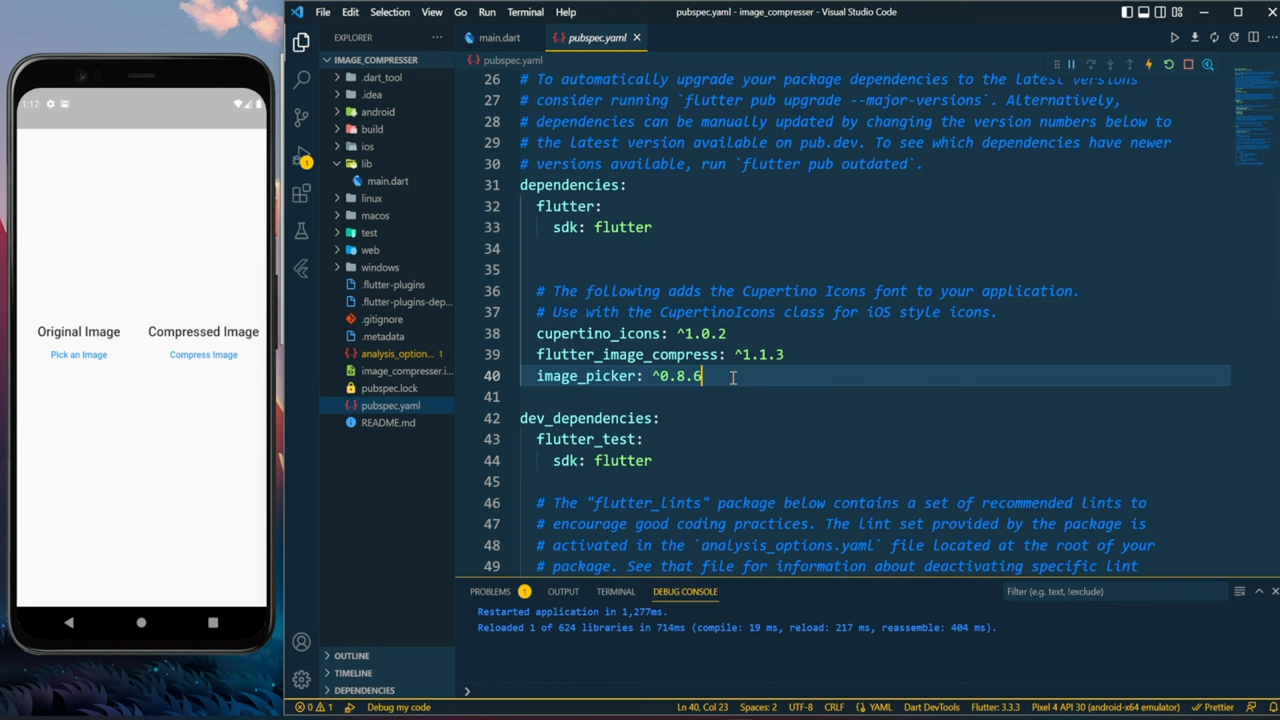 1:17
Original Image
Compressed Image
Pick an Image
Compress Image
File Edit Selection View Go Run Terminal Help
pubspec.yaml - image_compresser - Visual Studio Code
EXPLORER
main.dart
pubspec.yaml
IMAGE_COMPRESSER
pubspec.yaml
.dart_tool
.idea
android
build
ios
lib
main.dart
linux
macos
test
web
windows
.flutter-plugins
.flutter-plugins-dep...
.gitignore
.metadata
analysis_option... 1
image_compresser.i...
pubspec.lock
pubspec.yaml
README.md
OUTLINE
TIMELINE
DEPENDENCIES
1
26 # To automatically upgrade your package dependencies to the latest versions
27 # consider running `flutter pub upgrade --major-versions`. Alternatively,
28 # dependencies can be manually updated by changing the version numbers below to
29 # the latest version available on pub.dev. To see which dependencies have newer
30 # versions available, run `flutter pub outdated`.
31 dependencies:
32 flutter:
33 sdk: flutter
34
35
36 # The following adds the Cupertino Icons font to your application.
37 # Use with the CupertinoIcons class for iOS style icons.
38 cupertino_icons: ^1.0.2
39 flutter_image_compress: ^1.1.3
40 image_picker: ^0.8.6
41
42 dev_dependencies:
43 flutter_test:
44 sdk: flutter
45
46 # The "flutter_lints" package below contains a set of recommended lints to
47 # encourage good coding practices. The lint set provided by the package is
48 # activated in the `analysis_options.yaml` file located at the root of your
49 # package. See that file for information about deactivating specific lint
PROBLEMS 1 OUTPUT TERMINAL DEBUG CONSOLE
Filter (e.g. text, !exclude)
Restarted application in 1,277ms.
Reloaded 1 of 624 libraries in 714ms (compile: 19 ms, reload: 217 ms, reassemble: 404 ms).
0 1 Debug my code
Ln 40, Col 23 Spaces: 2 UTF-8 CRLF YAML Dart DevTools Flutter: 3.3.3 Pixel 4 API 30 (android-x64 emulator) Prettier